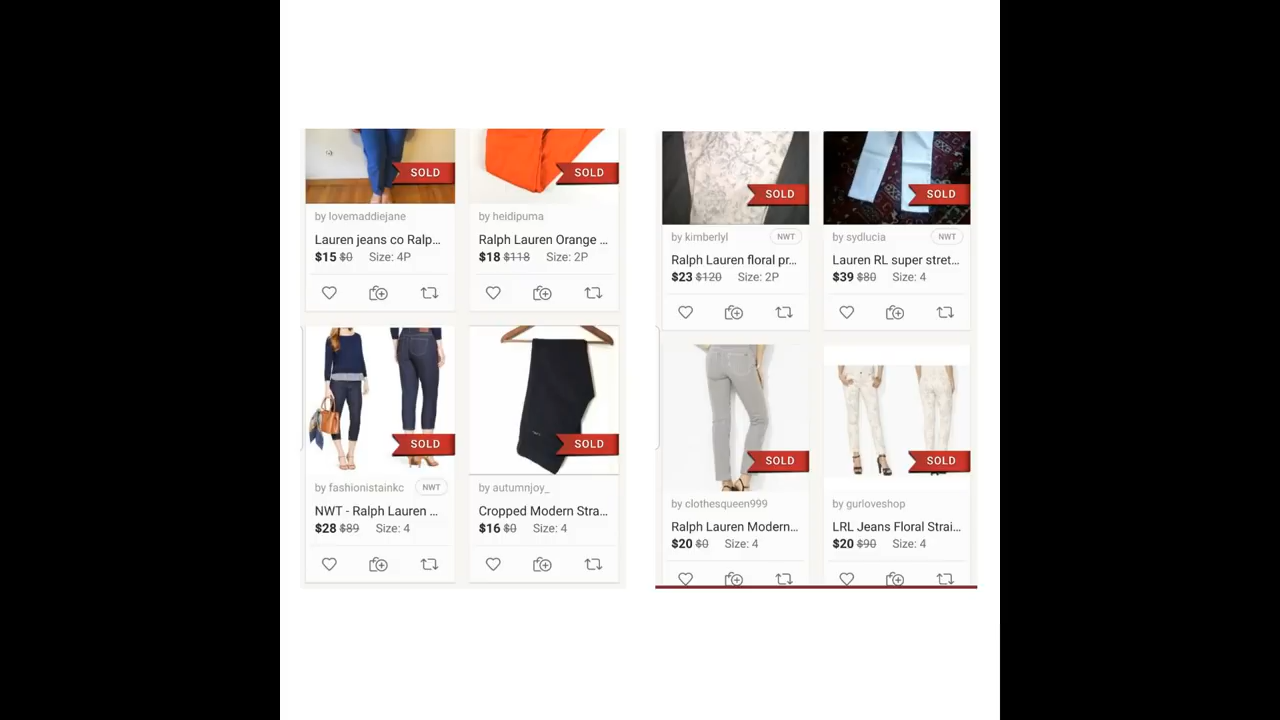 SOLD
by lovemaddiejane
Lauren jeans co Ralp...
$15 $0 Size: 4P
SOLD
by heidipuma
Ralph Lauren Orange ...
$18 $118 Size: 2P
SOLD
by fashionistainkc NWT
NWT - Ralph Lauren ...
$28 $89 Size: 4
SOLD
by autumnjoy_
Cropped Modern Stra...
$16 $0 Size: 4
SOLD
by kimberlyl NWT
Ralph Lauren floral pr...
$23 $120 Size: 2P
SOLD
by sydlucia NWT
Lauren RL super stret...
$39 $80 Size: 4
SOLD
by clothesqueen999
Ralph Lauren Modern...
$20 $0 Size: 4
SOLD
by gurloveshop
LRL Jeans Floral Strai...
$20 $90 Size: 4